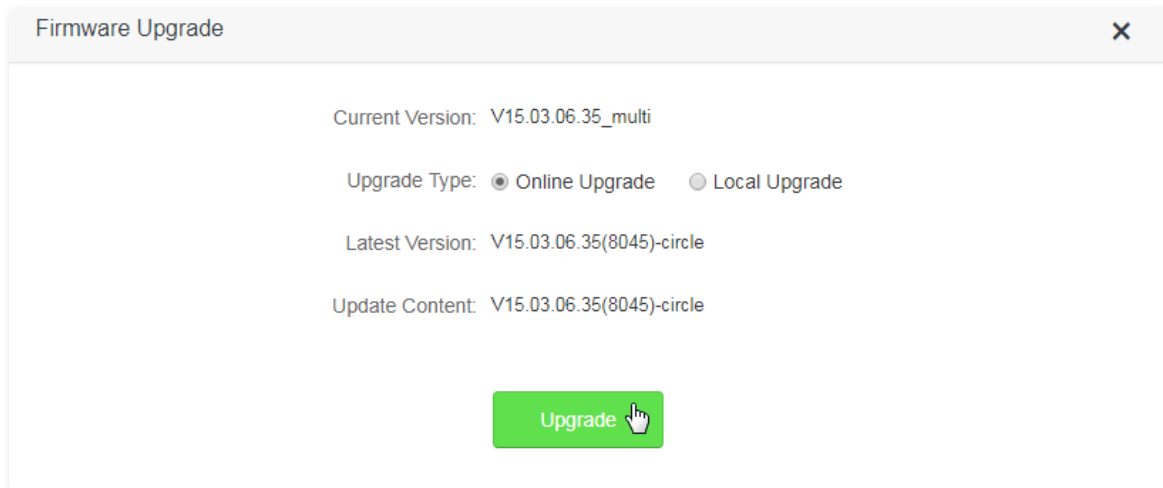 Firmware Upgrade
Current Version: V15.03.06.35_multi
Upgrade Type: Online Upgrade Local Upgrade
Latest Version: V15.03.06.35(8045)-circle
Update Content: V15.03.06.35(8045)-circle
Upgrade